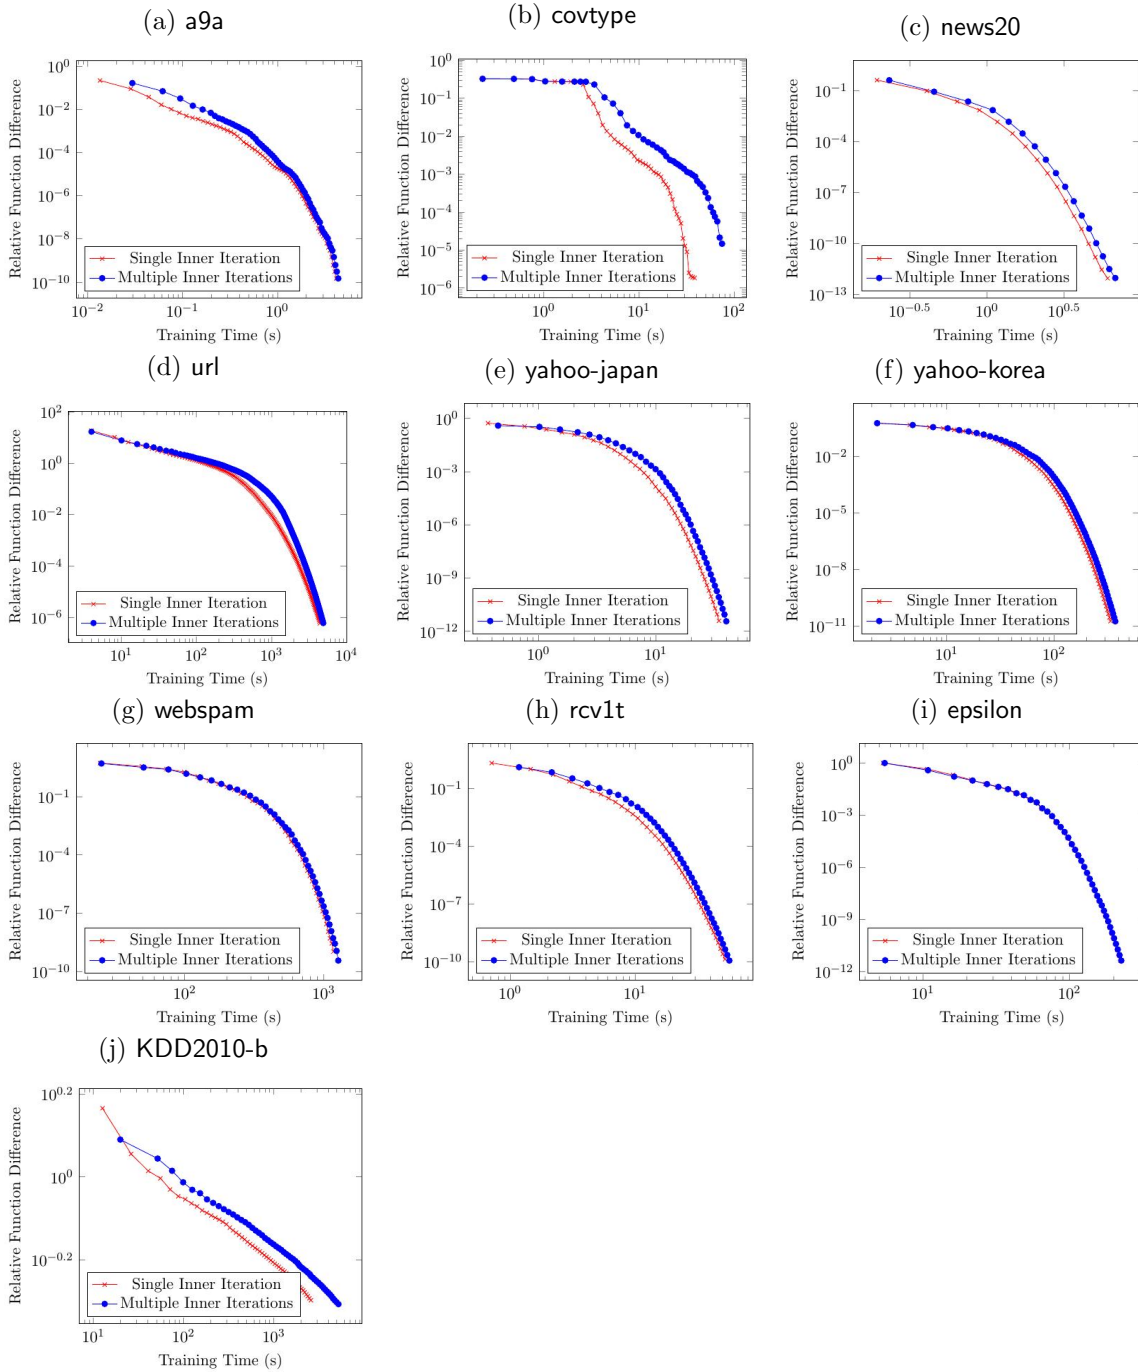 (a) a9a
Relative Function Difference
10^0
10^−2
10^−4
10^−6
10^−8
10^−10
Single Inner Iteration
Multiple Inner Iterations
10^−2 10^−1 10^0 10^1
Training Time (s)
(b) covtype
Relative Function Difference
10^0
10^−1
10^−2
10^−3
10^−4
10^−5
10^−6
Single Inner Iteration
Multiple Inner Iterations
10^0 10^1 10^2
Training Time (s)
(c) news20
Relative Function Difference
10^−1
10^−4
10^−7
10^−10
10^−13
Single Inner Iteration
Multiple Inner Iterations
10^−0.5 10^0 10^0.5
Training Time (s)
(d) url
Relative Function Difference
10^2
10^0
10^−2
10^−4
10^−6
Single Inner Iteration
Multiple Inner Iterations
10^1 10^2 10^3 10^4
Training Time (s)
(e) yahoo-japan
Relative Function Difference
10^0
10^−3
10^−6
10^−9
10^−12
Single Inner Iteration
Multiple Inner Iterations
10^0 10^1
Training Time (s)
(f) yahoo-korea
Relative Function Difference
10^−2
10^−5
10^−8
10^−11
Single Inner Iteration
Multiple Inner Iterations
10^1 10^2
Training Time (s)
(g) webspam
Relative Function Difference
10^−1
10^−4
10^−7
10^−10
Single Inner Iteration
Multiple Inner Iterations
10^2 10^3
Training Time (s)
(h) rcv1t
Relative Function Difference
10^−1
10^−4
10^−7
10^−10
Single Inner Iteration
Multiple Inner Iterations
10^0 10^1
Training Time (s)
(i) epsilon
Relative Function Difference
10^0
10^−3
10^−6
10^−9
10^−12
Single Inner Iteration
Multiple Inner Iterations
10^1 10^2
Training Time (s)
(j) KDD2010-b
Relative Function Difference
10^0.2
10^0
10^−0.2
Single Inner Iteration
Multiple Inner Iterations
10^1 10^2 10^3
Training Time (s)